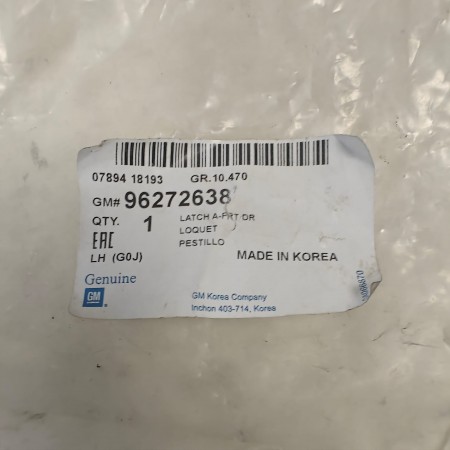 07894 18193 GR.10.470
GM# 96272638
QTY. 1 LATCH A-FRT DR
LOQUET
EAC PESTILLO
LH (G0J) MADE IN KOREA
Genuine
GM
GM Korea Company
Inchon 403-714, Korea